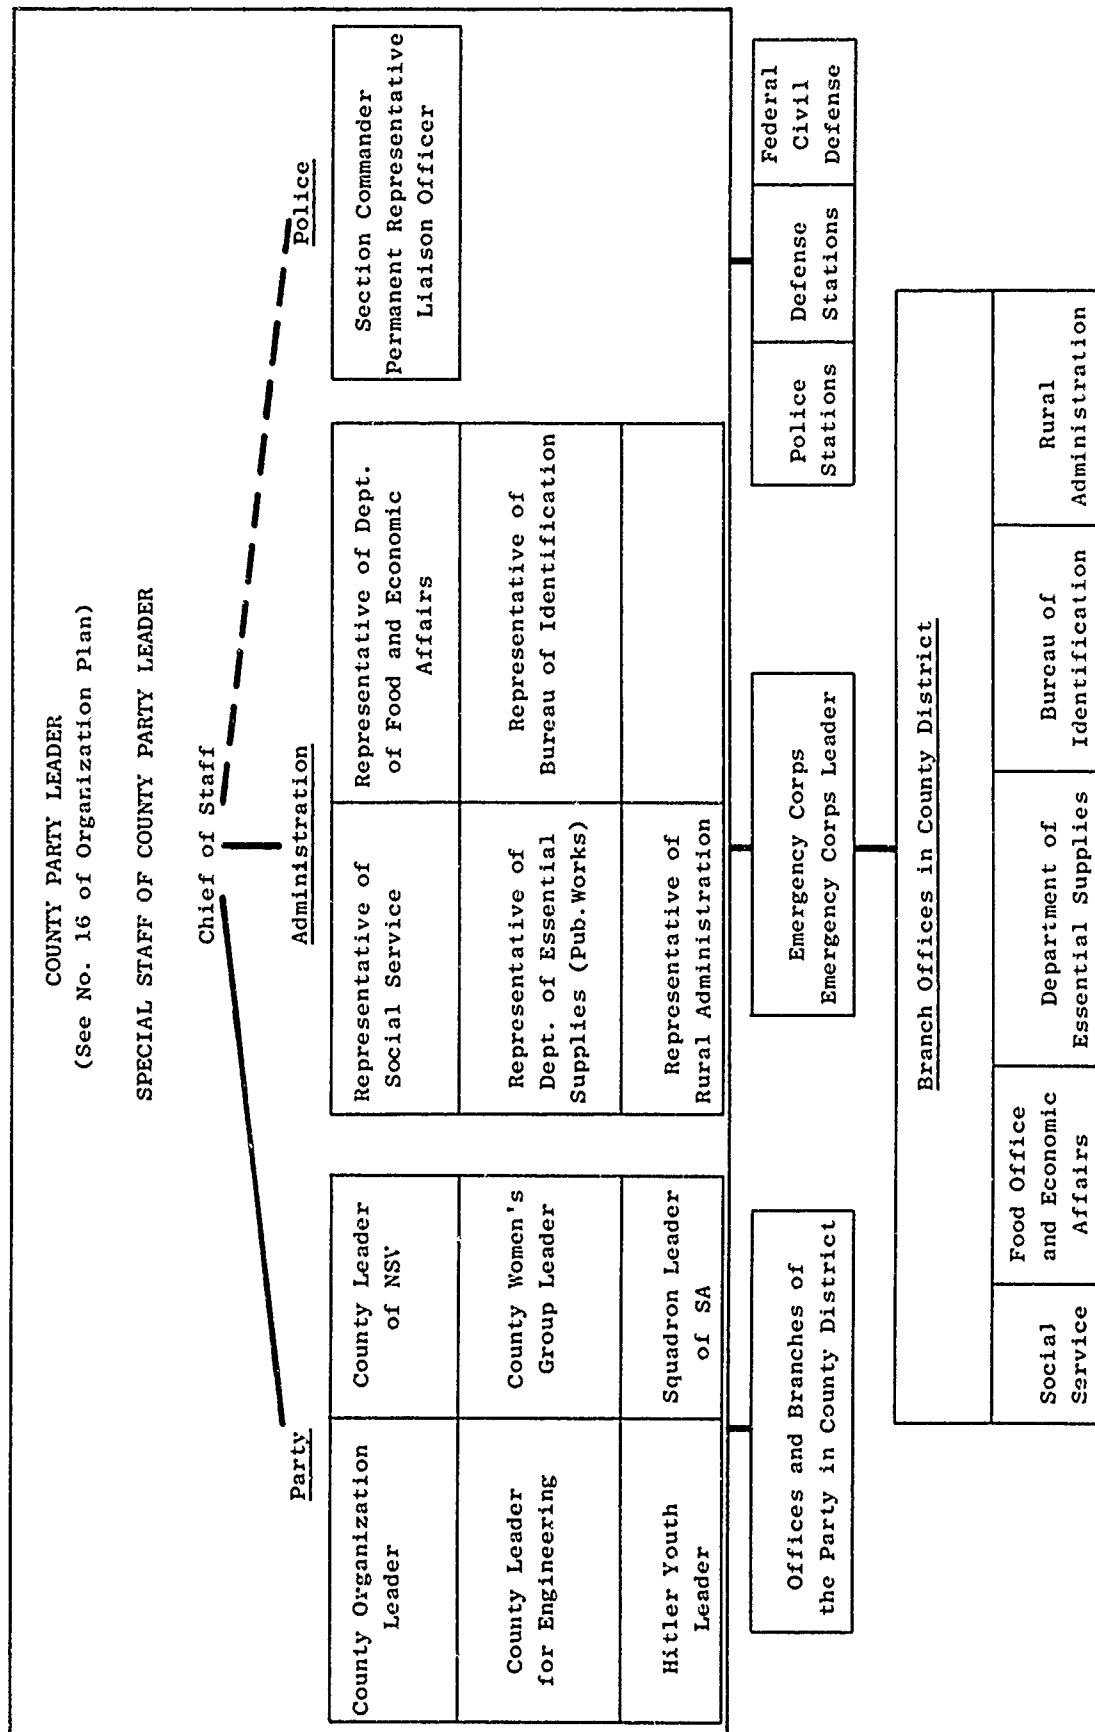 COUNTY PARTY LEADER
(See No. 16 of Organization Plan)
SPECIAL STAFF OF COUNTY PARTY LEADER
Chief of Staff
Party
Administration
Police
County Organization
Leader
County Leader
of NSV
County Leader
for Engineering
County Women's
Group Leader
Hitler Youth
Leader
Squadron Leader
of SA
Representative of
Social Service
Representative of Dept.
of Food and Economic
Affairs
Representative of
Dept. of Essential
Supplies (Pub.Works)
Representative of
Bureau of Identification
Representative of
Rural Administration
Section Commander
Permanent Representative
Liaison Officer
Offices and Branches of
the Party in County District
Emergency Corps
Emergency Corps Leader
Police
Stations
Defense
Stations
Federal
Civil
Defense
Branch Offices in County District
Social
Service
Food Office
and Economic
Affairs
Department of
Essential Supplies
Bureau of
Identification
Rural
Administration